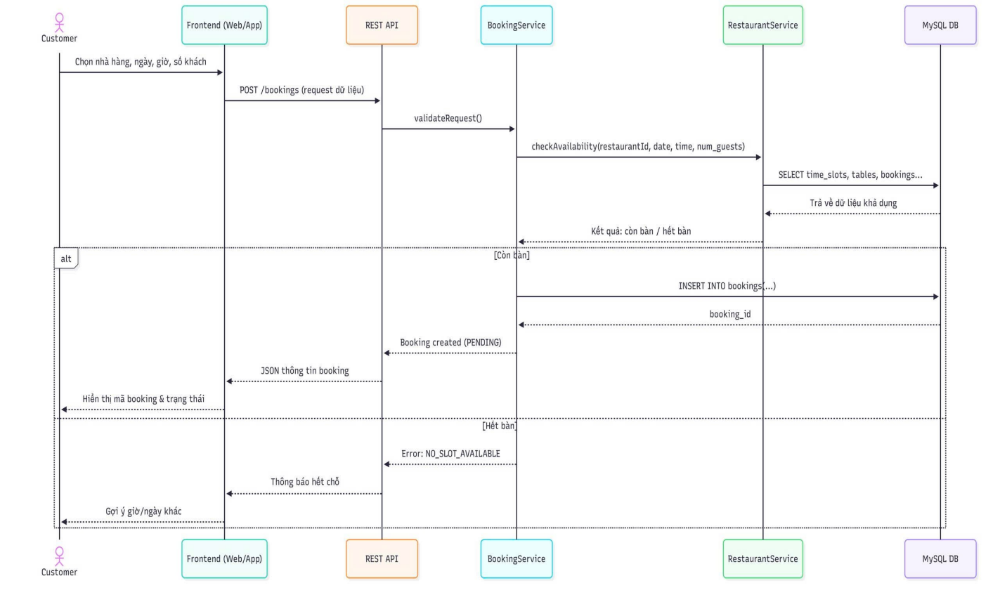 Customer
Frontend (Web/App)
REST API
BookingService
RestaurantService
MySQL DB
Chọn nhà hàng, ngày, giờ, số khách
POST /bookings (request dữ liệu)
validateRequest()
checkAvailability(restaurantId, date, time, num_guests)
SELECT time_slots, tables, bookings...
Trả về dữ liệu khả dụng
Kết quả: còn bàn / hết bàn
alt
[Còn bàn]
INSERT INTO bookings(...)
booking_id
Booking created (PENDING)
JSON thông tin booking
Hiển thị mã booking & trạng thái
[Hết bàn]
Error: NO_SLOT_AVAILABLE
Thông báo hết chỗ
Gợi ý giờ/ngày khác
Customer
Frontend (Web/App)
REST API
BookingService
RestaurantService
MySQL DB